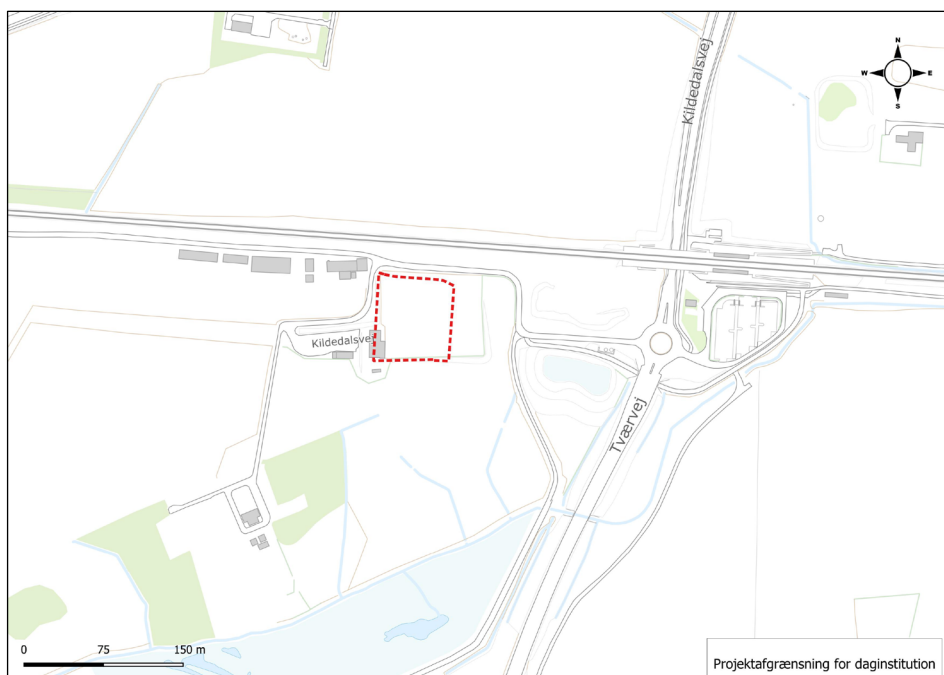 Kildedalsvej
N
W
E
S
Kildedalsvej
Tværvej
0 75 150 m
Projektafgrænsning for daginstitution